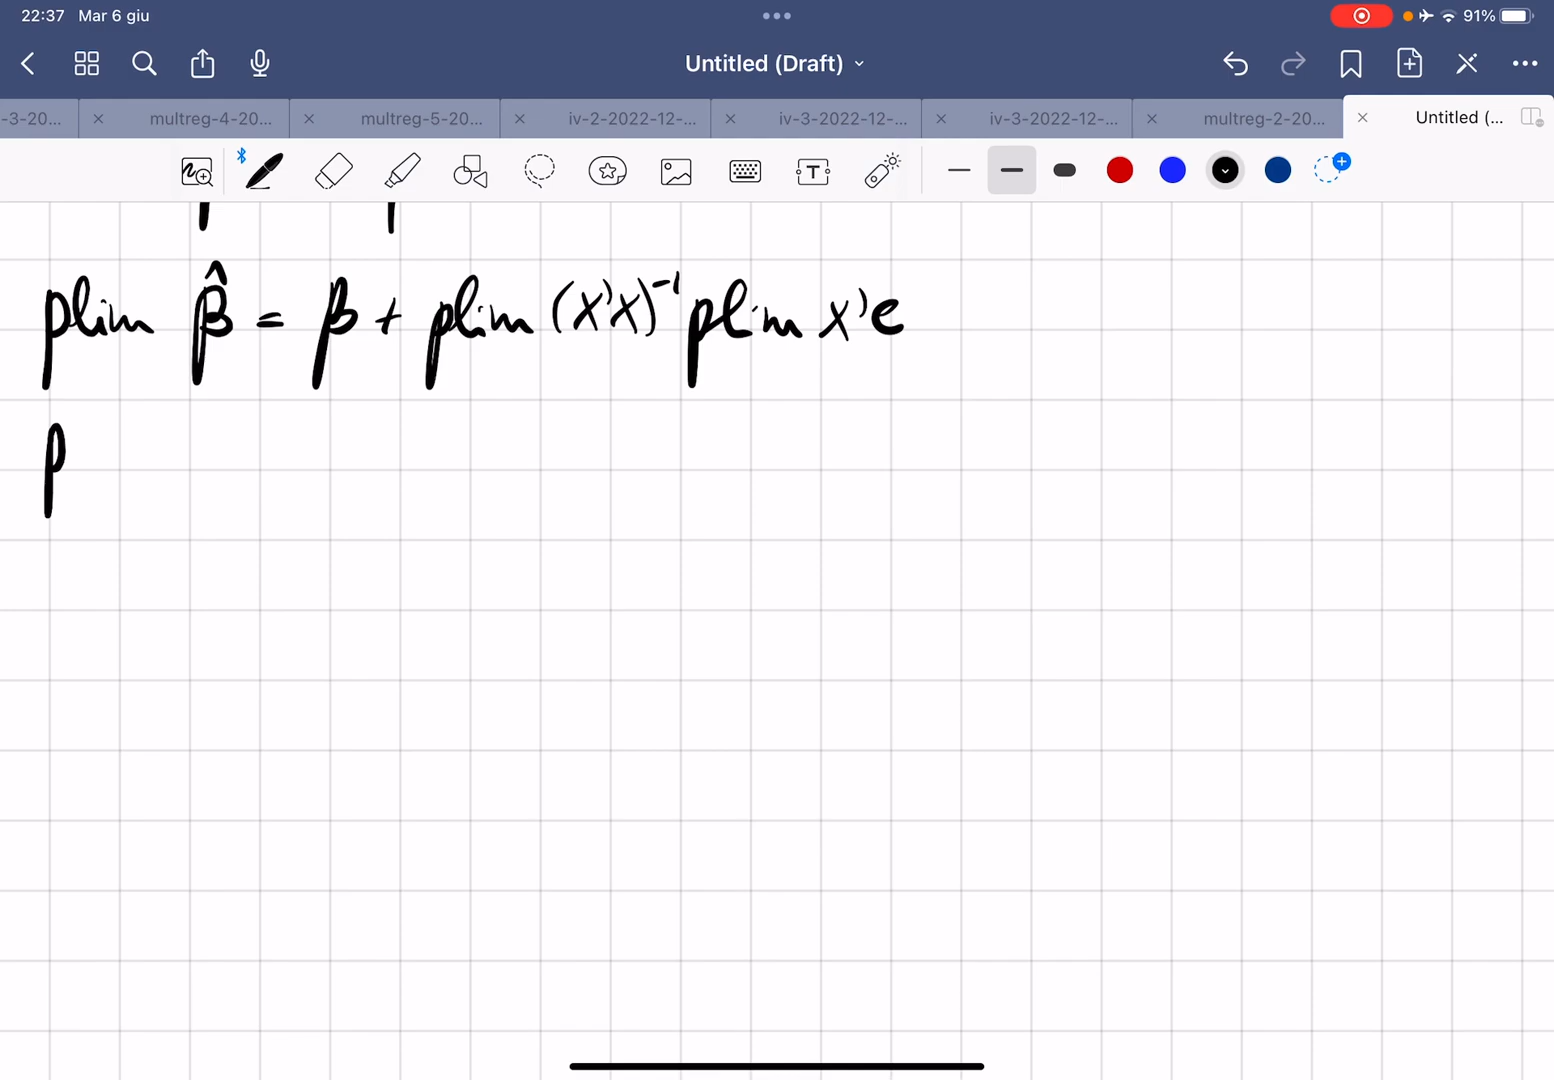 22:37 Mar 6 giu 91%
Untitled (Draft)
-3-20... multreg-4-20... multreg-5-20... iv-2-2022-12-... iv-3-2022-12-... iv-3-2022-12-... multreg-2-20... Untitled (...
T
plim β̂ = β + plim (X'X)⁻¹ plim X'e
p